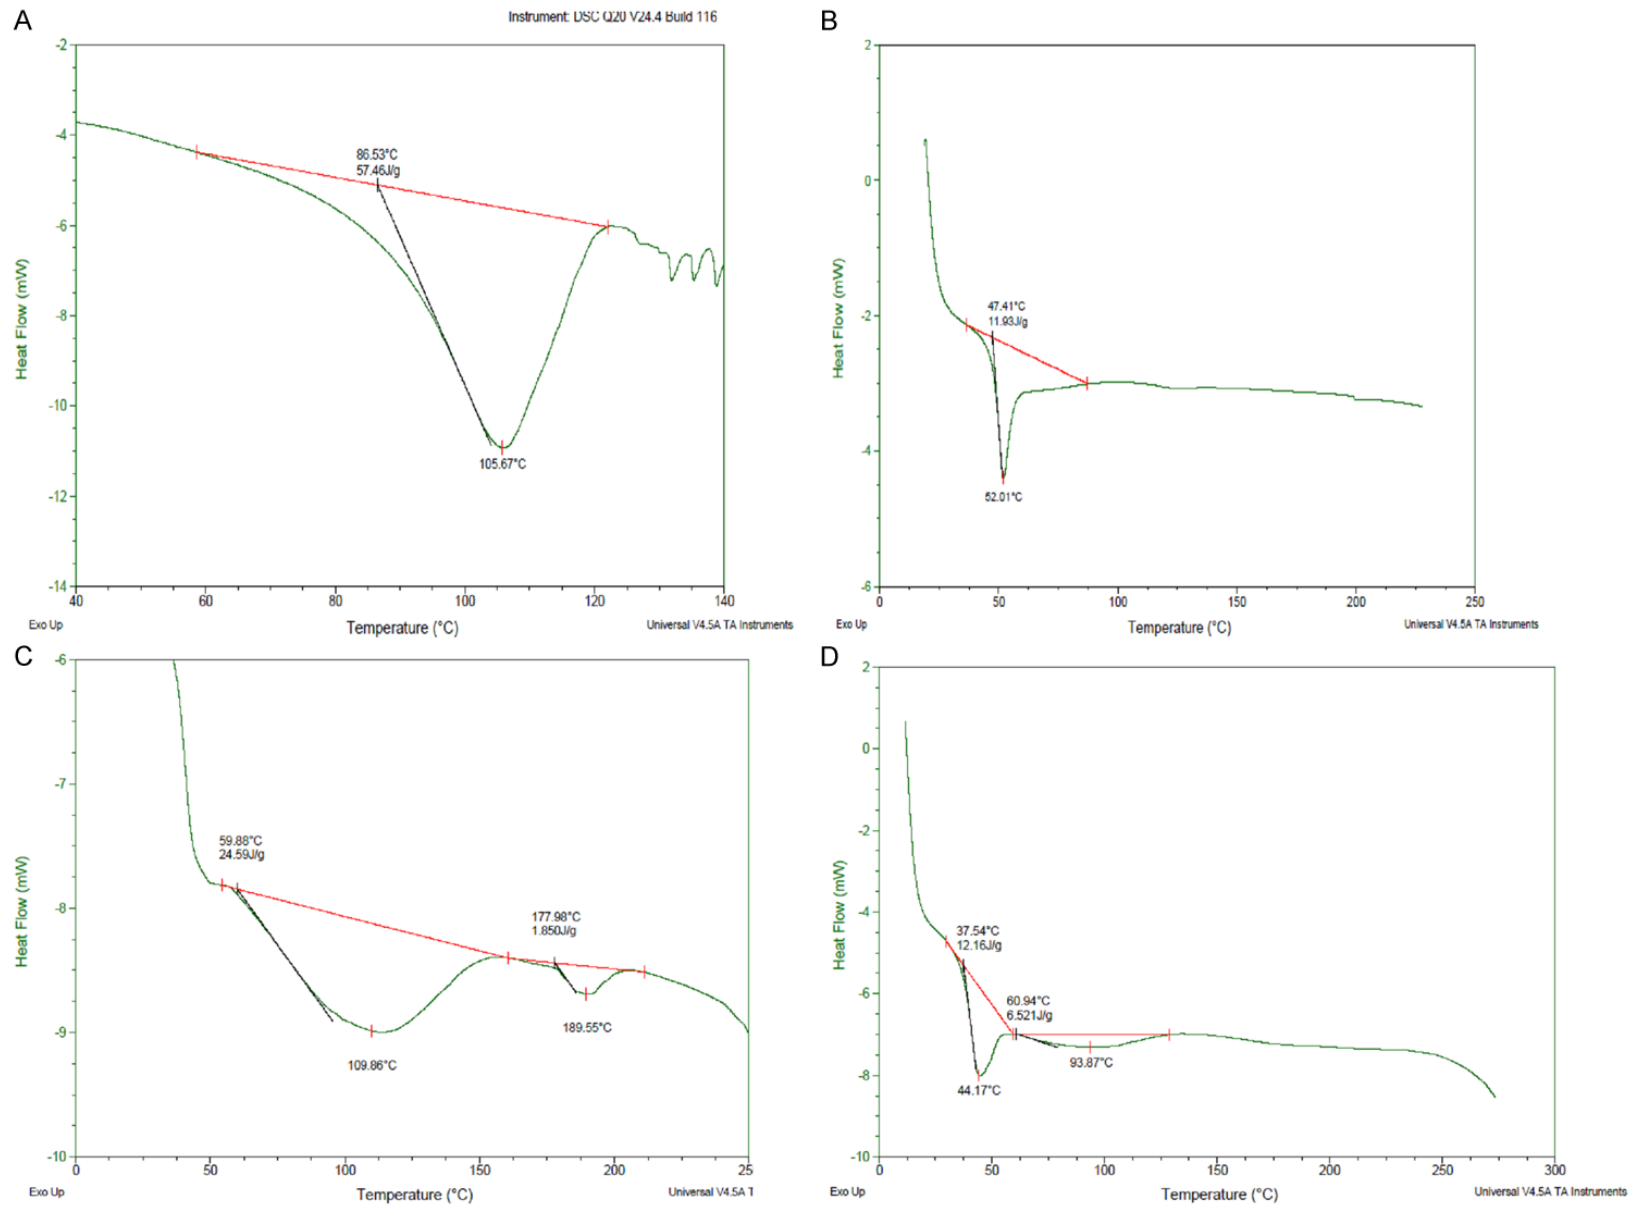 A
Instrument: DSC Q20 V24.4 Build 116
-2
-4
-6
-8
-10
-12
-14
Heat Flow (mW)
86.53°C
57.46J/g
105.67°C
40
60
80
100
120
140
Exo Up
Temperature (°C)
Universal V4.5A TA Instruments
B
2
0
-2
-4
-6
Heat Flow (mW)
47.41°C
11.93J/g
52.01°C
0
50
100
150
200
250
Exo Up
Temperature (°C)
Universal V4.5A TA Instruments
C
-6
-7
-8
-9
-10
Heat Flow (mW)
59.88°C
24.59J/g
177.98°C
1.850J/g
189.55°C
109.86°C
0
50
100
150
200
25
Exo Up
Temperature (°C)
Universal V4.5A T
D
2
0
-2
-4
-6
-8
-10
Heat Flow (mW)
37.54°C
12.16J/g
60.94°C
6.521J/g
93.87°C
44.17°C
0
50
100
150
200
250
300
Exo Up
Temperature (°C)
Universal V4.5A TA Instruments